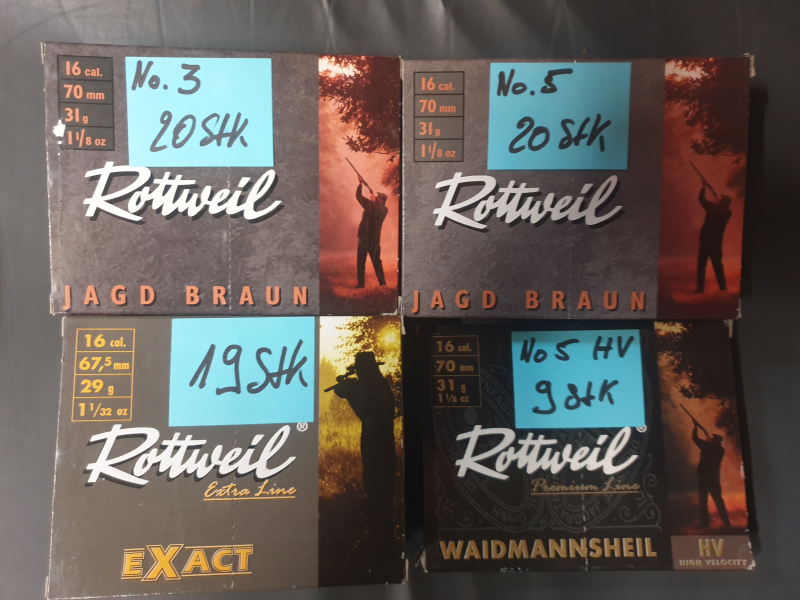 16 cal.
70 mm
31 g
1 1/8 oz
No. 3
20 Stk
Rottweil
JAGD BRAUN
16 cal.
70 mm
31 g
1 1/8 oz
No. 5
20 Stk
Rottweil
JAGD BRAUN
16 cal.
67,5 mm
29 g
1 1/32 oz
19 Stk
Rottweil®
Extra Line
EXACT
16 cal.
70 mm
31 g
1 1/8 oz
No 5 HV
9 Stk
Rottweil®
Premium Line
WAIDMANNSHEIL
HV
HIGH VELOCITY